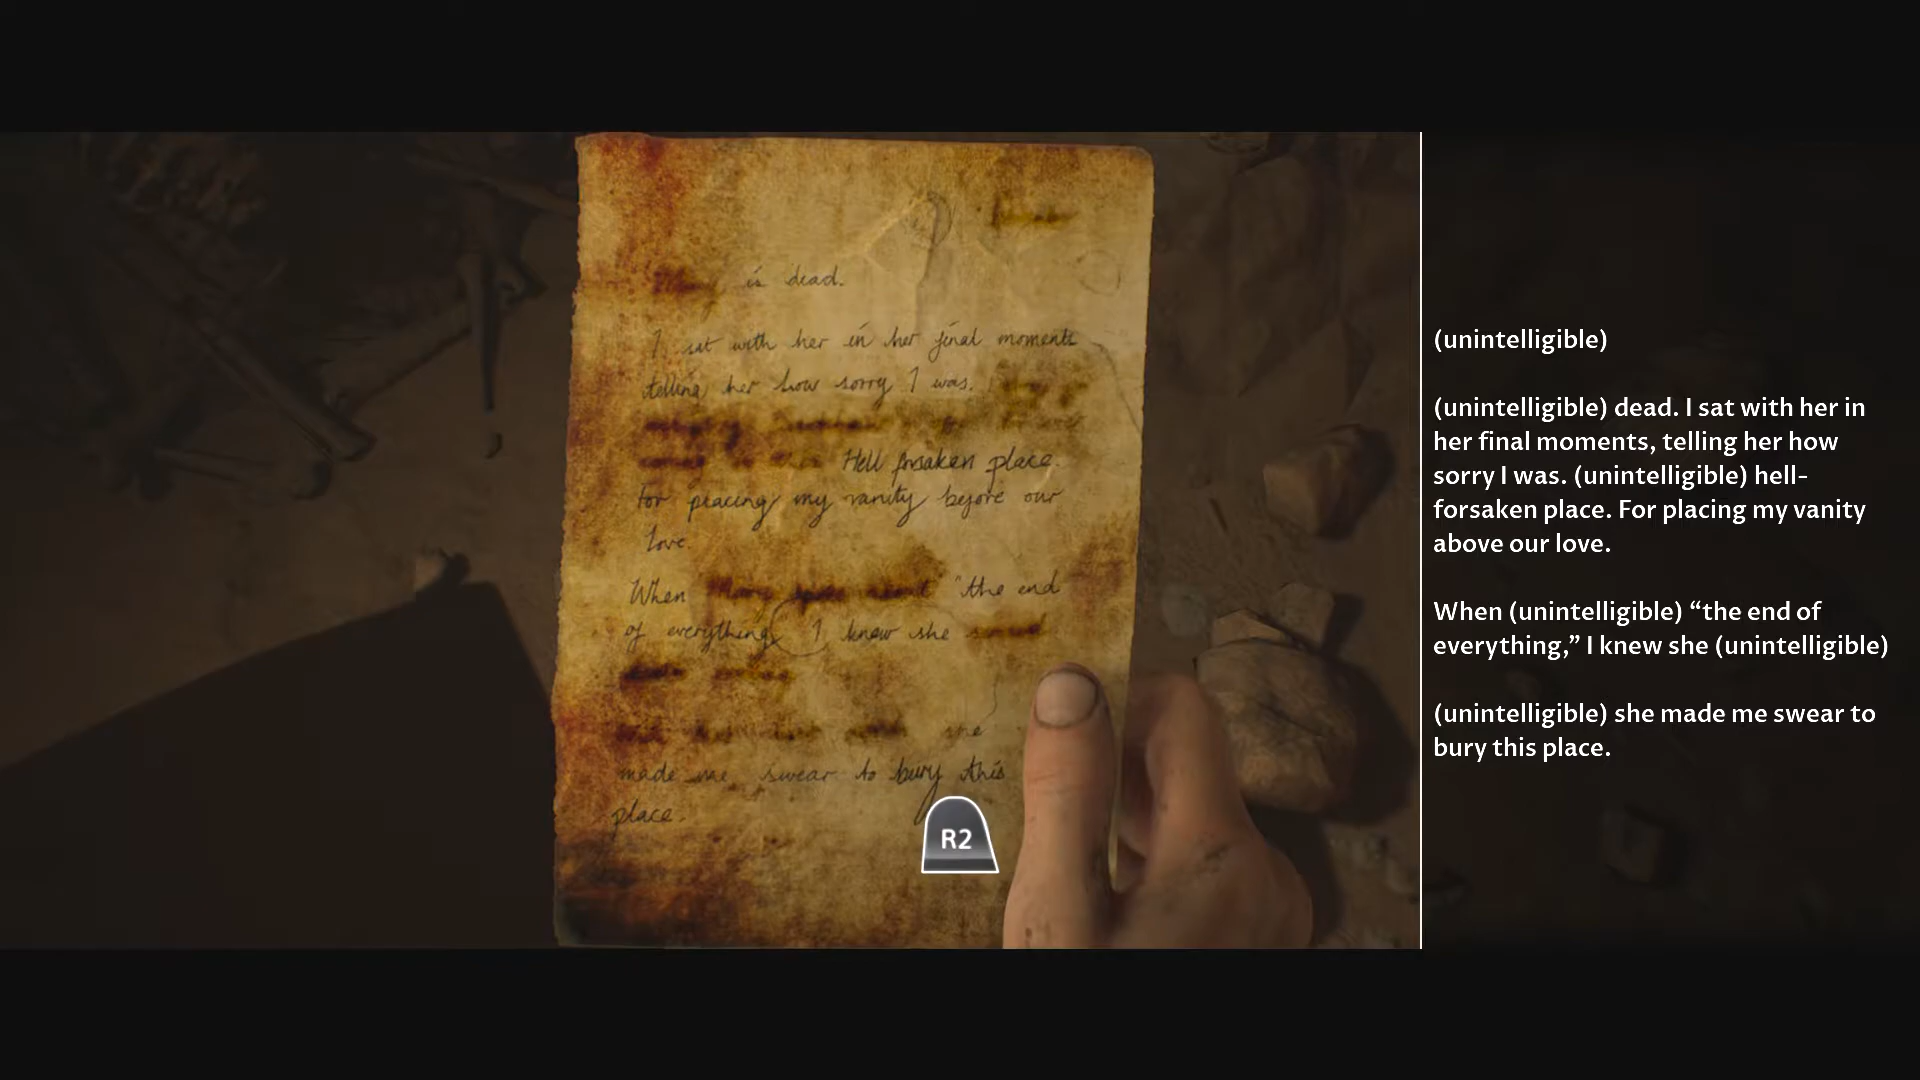 is dead.
I sat with her in her final moments
telling her how sorry I was.
Hell forsaken place.
For placing my vanity before our
love.
When "the end
of everything, I knew she
she
made me swear to bury this
place.
R2
(unintelligible)
(unintelligible) dead. I sat with her in
her final moments, telling her how
sorry I was. (unintelligible) hell-
forsaken place. For placing my vanity
above our love.
When (unintelligible) “the end of
everything,” I knew she (unintelligible)
(unintelligible) she made me swear to
bury this place.